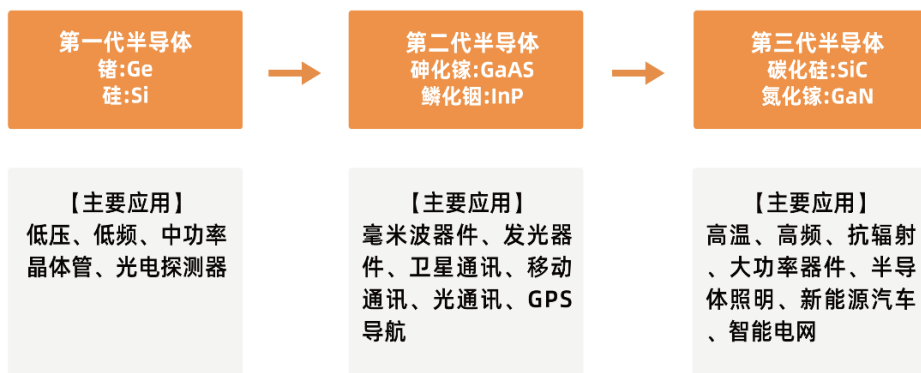 第一代半导体
锗:Ge
硅:Si
第二代半导体
砷化镓:GaAS
鳞化铟:InP
第三代半导体
碳化硅:SiC
氮化镓:GaN
【主要应用】
低压、低频、中功率
晶体管、光电探测器
【主要应用】
毫米波器件、发光器
件、卫星通讯、移动
通讯、光通讯、GPS
导航
【主要应用】
高温、高频、抗辐射
、大功率器件、半导
体照明、新能源汽车
、智能电网